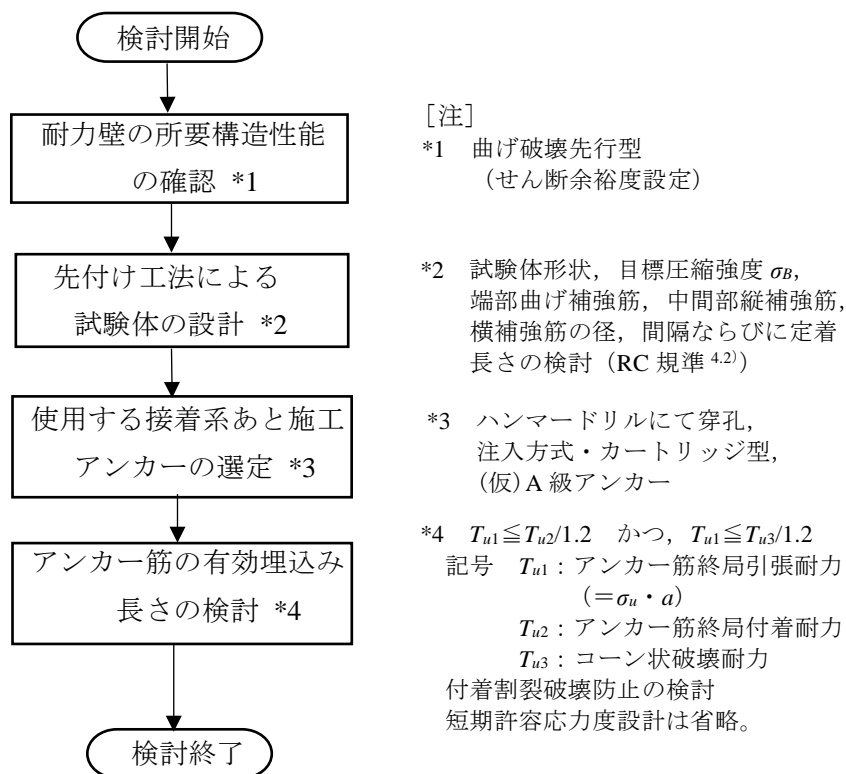 検討開始
耐力壁の所要構造性能
の確認 *1
先付け工法による
試験体の設計 *2
使用する接着系あと施工
アンカーの選定 *3
アンカー筋の有効埋込み
長さの検討 *4
検討終了
［注］
*1 曲げ破壊先行型
（せん断余裕度設定）
*2 試験体形状，目標圧縮強度 σB，
端部曲げ補強筋，中間部縦補強筋，
横補強筋の径，間隔ならびに定着
長さの検討（RC 規準 4.2)）
*3 ハンマードリルにて穿孔，
注入方式・カートリッジ型，
(仮)A 級アンカー
*4 Tu1≦Tu2/1.2 かつ，Tu1≦Tu3/1.2
記号 Tu1：アンカー筋終局引張耐力
（＝σu・a）
Tu2：アンカー筋終局付着耐力
Tu3：コーン状破壊耐力
付着割裂破壊防止の検討
短期許容応力度設計は省略。